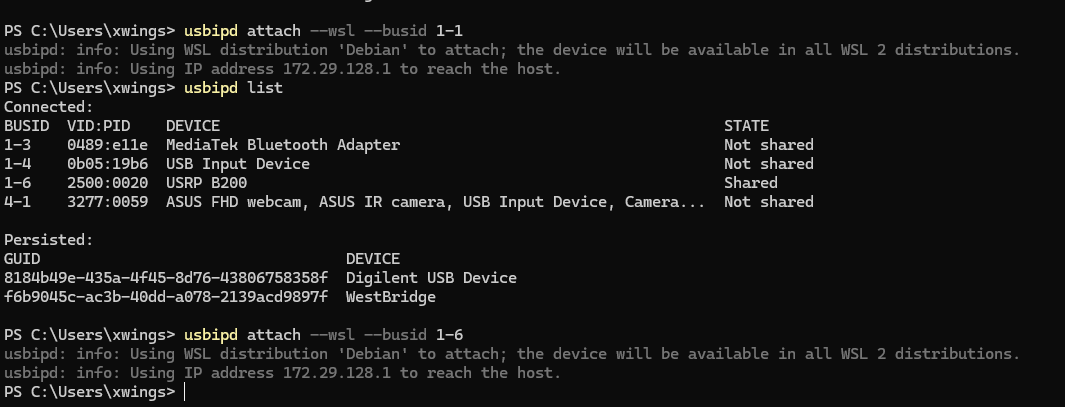 PS C:\Users\xwings> usbipd attach --wsl --busid 1-1
usbipd: info: Using WSL distribution 'Debian' to attach; the device will be available in all WSL 2 distributions.
usbipd: info: Using IP address 172.29.128.1 to reach the host.
PS C:\Users\xwings> usbipd list
Connected:
BUSID  VID:PID    DEVICE                                                        STATE
1-3    0489:e11e  MediaTek Bluetooth Adapter                                    Not shared
1-4    0b05:19b6  USB Input Device                                              Not shared
1-6    2500:0020  USRP B200                                                     Shared
4-1    3277:0059  ASUS FHD webcam, ASUS IR camera, USB Input Device, Camera...  Not shared
Persisted:
GUID                                  DEVICE
8184b49e-435a-4f45-8d76-43806758358f  Digilent USB Device
f6b9045c-ac3b-40dd-a078-2139acd9897f  WestBridge
PS C:\Users\xwings> usbipd attach --wsl --busid 1-6
usbipd: info: Using WSL distribution 'Debian' to attach; the device will be available in all WSL 2 distributions.
usbipd: info: Using IP address 172.29.128.1 to reach the host.
PS C:\Users\xwings>